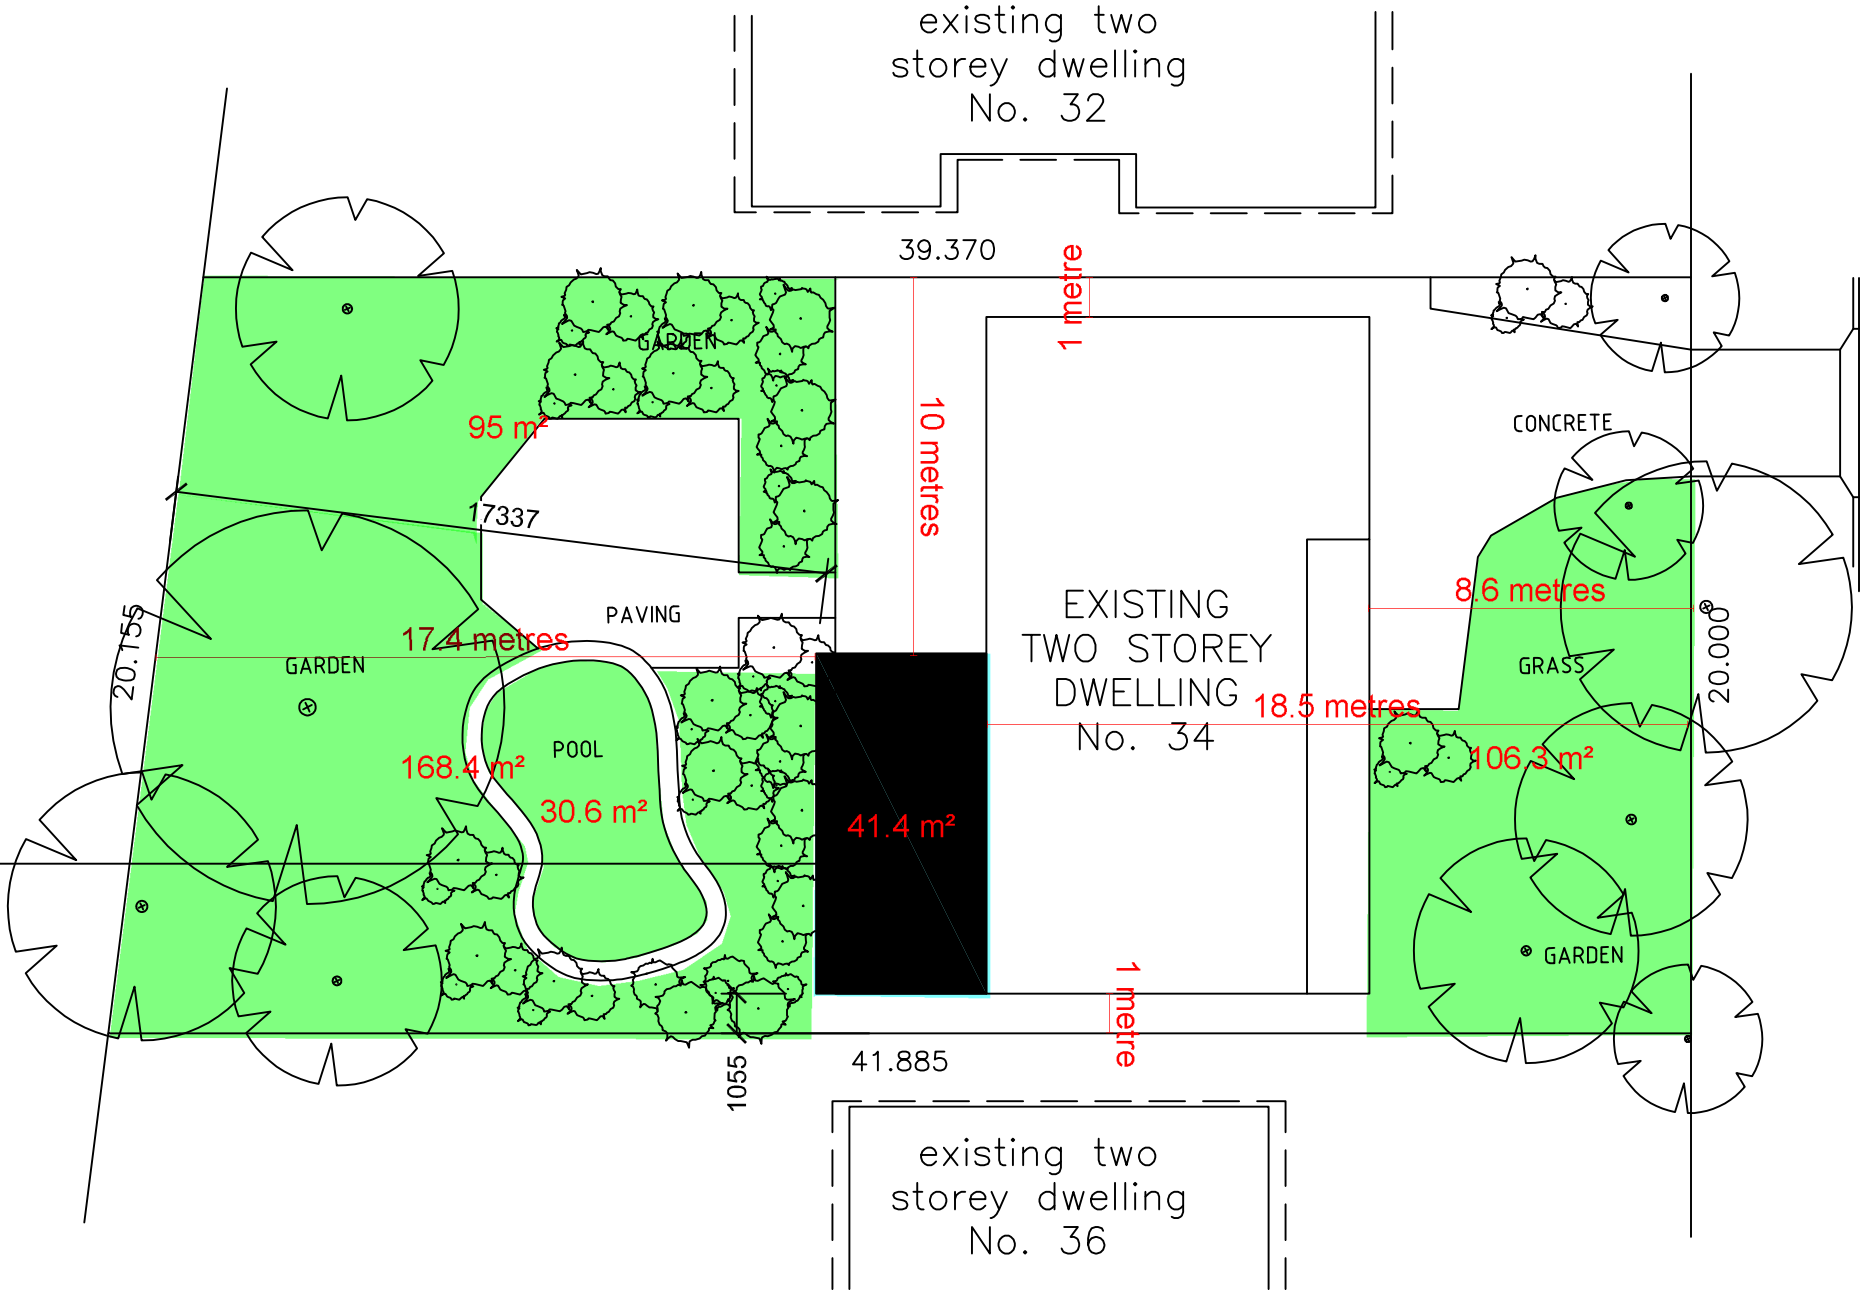 existing two
storey dwelling
No. 32
39.370
1 metre
GARDEN
95 m²
10 metres
CONCRETE
17337
PAVING
EXISTING
TWO STOREY
DWELLING
No. 34
8.6 metres
20.155
17.4 metres
GARDEN
GRASS
20.000
18.5 metres
POOL
168.4 m²
30.6 m²
41.4 m²
106.3 m²
GARDEN
1 metre
1055
41.885
existing two
storey dwelling
No. 36